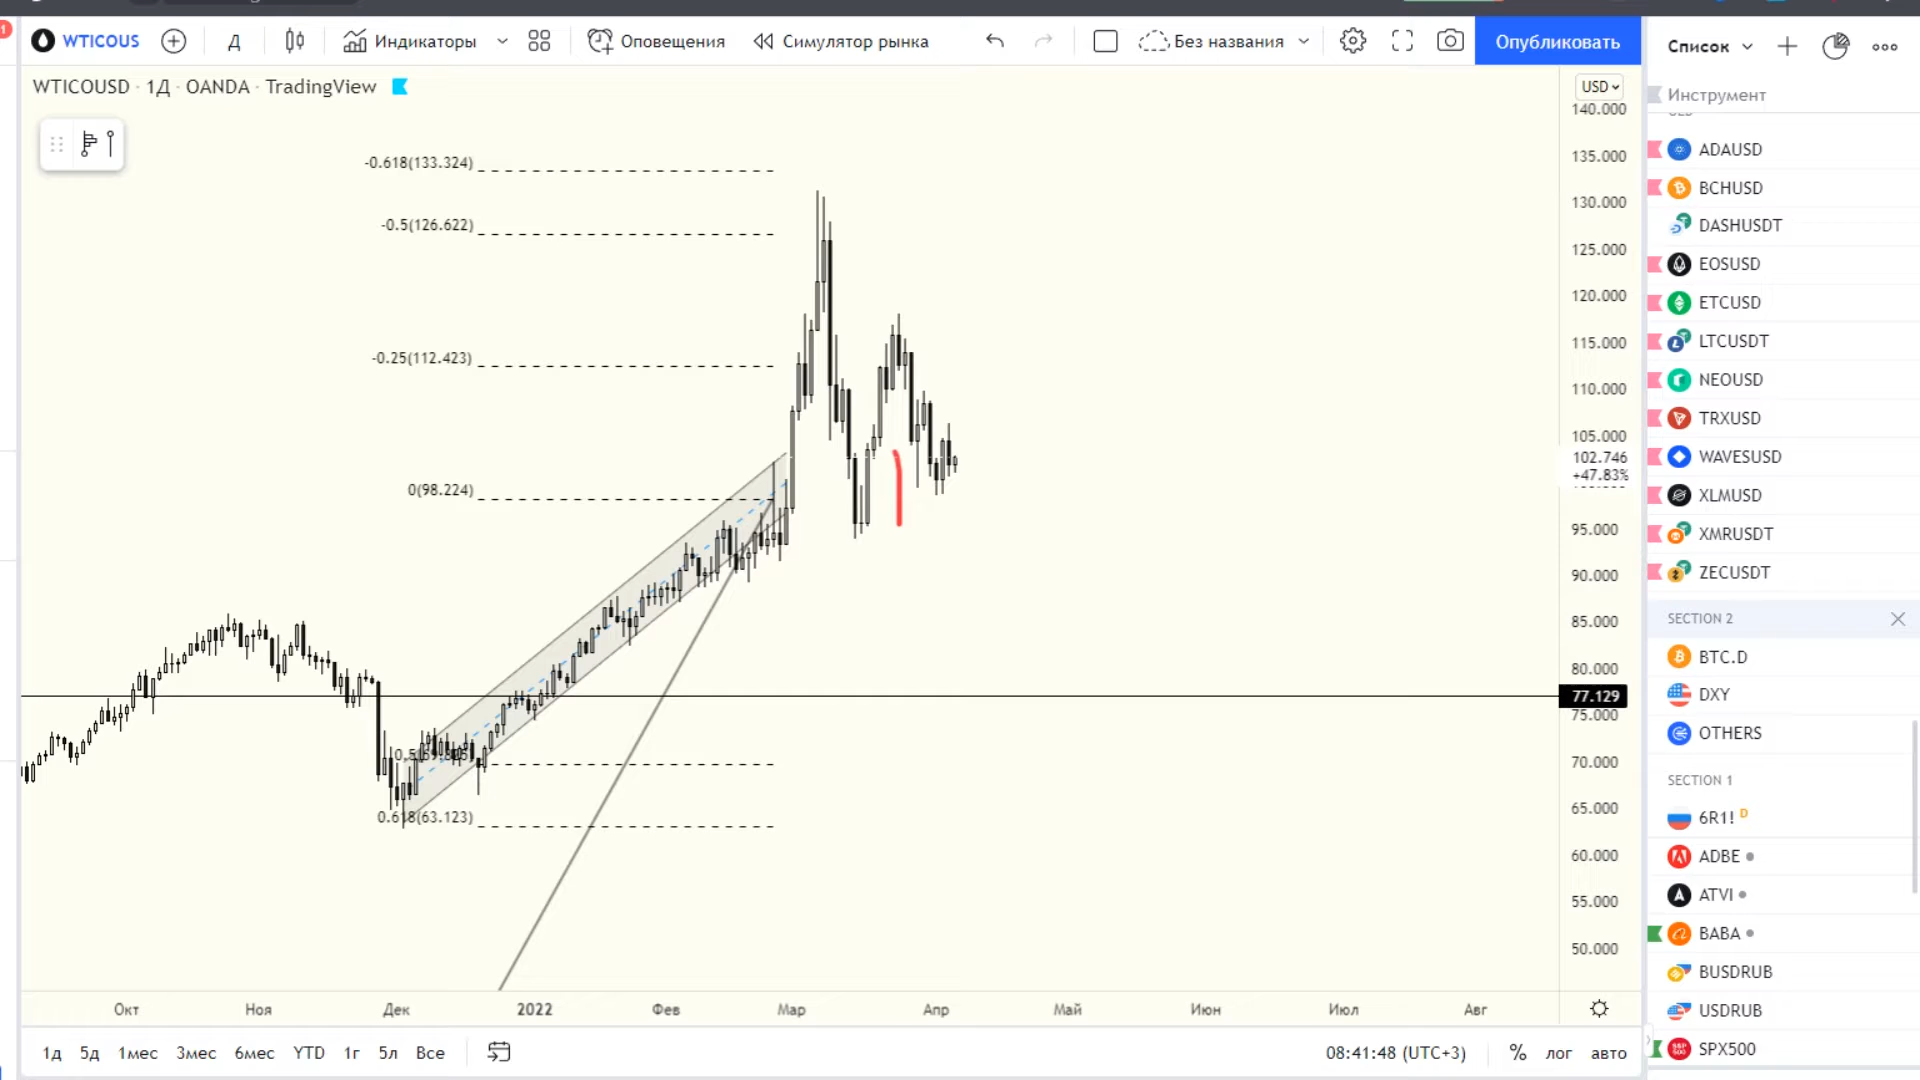 WTICOUS
Д
Индикаторы
Оповещения
Симулятор рынка
Без названия
Опубликовать
Список
WTICOUSD · 1Д · OANDA · TradingView
USD
Инструмент
140.000
135.000
130.000
125.000
120.000
115.000
110.000
105.000
102.746
+47.83%
95.000
90.000
85.000
80.000
77.129
75.000
70.000
65.000
60.000
55.000
50.000
-0.618(133.324)
-0.5(126.622)
-0.25(112.423)
0(98.224)
0.618(63.123)
Окт
Ноя
Дек
2022
Фев
Мар
Апр
Май
Июн
Июл
Авг
1д
5д
1мес
3мес
6мес
YTD
1г
5л
Все
08:41:48 (UTC+3)
%
лог
авто
ADAUSD
BCHUSD
DASHUSDT
EOSUSD
ETCUSD
LTCUSDT
NEOUSD
TRXUSD
WAVESUSD
XLMUSD
XMRUSDT
ZECUSDT
SECTION 2
BTC.D
DXY
OTHERS
SECTION 1
6R1! D
ADBE
ATVI
BABA
BUSDRUB
USDRUB
SPX500